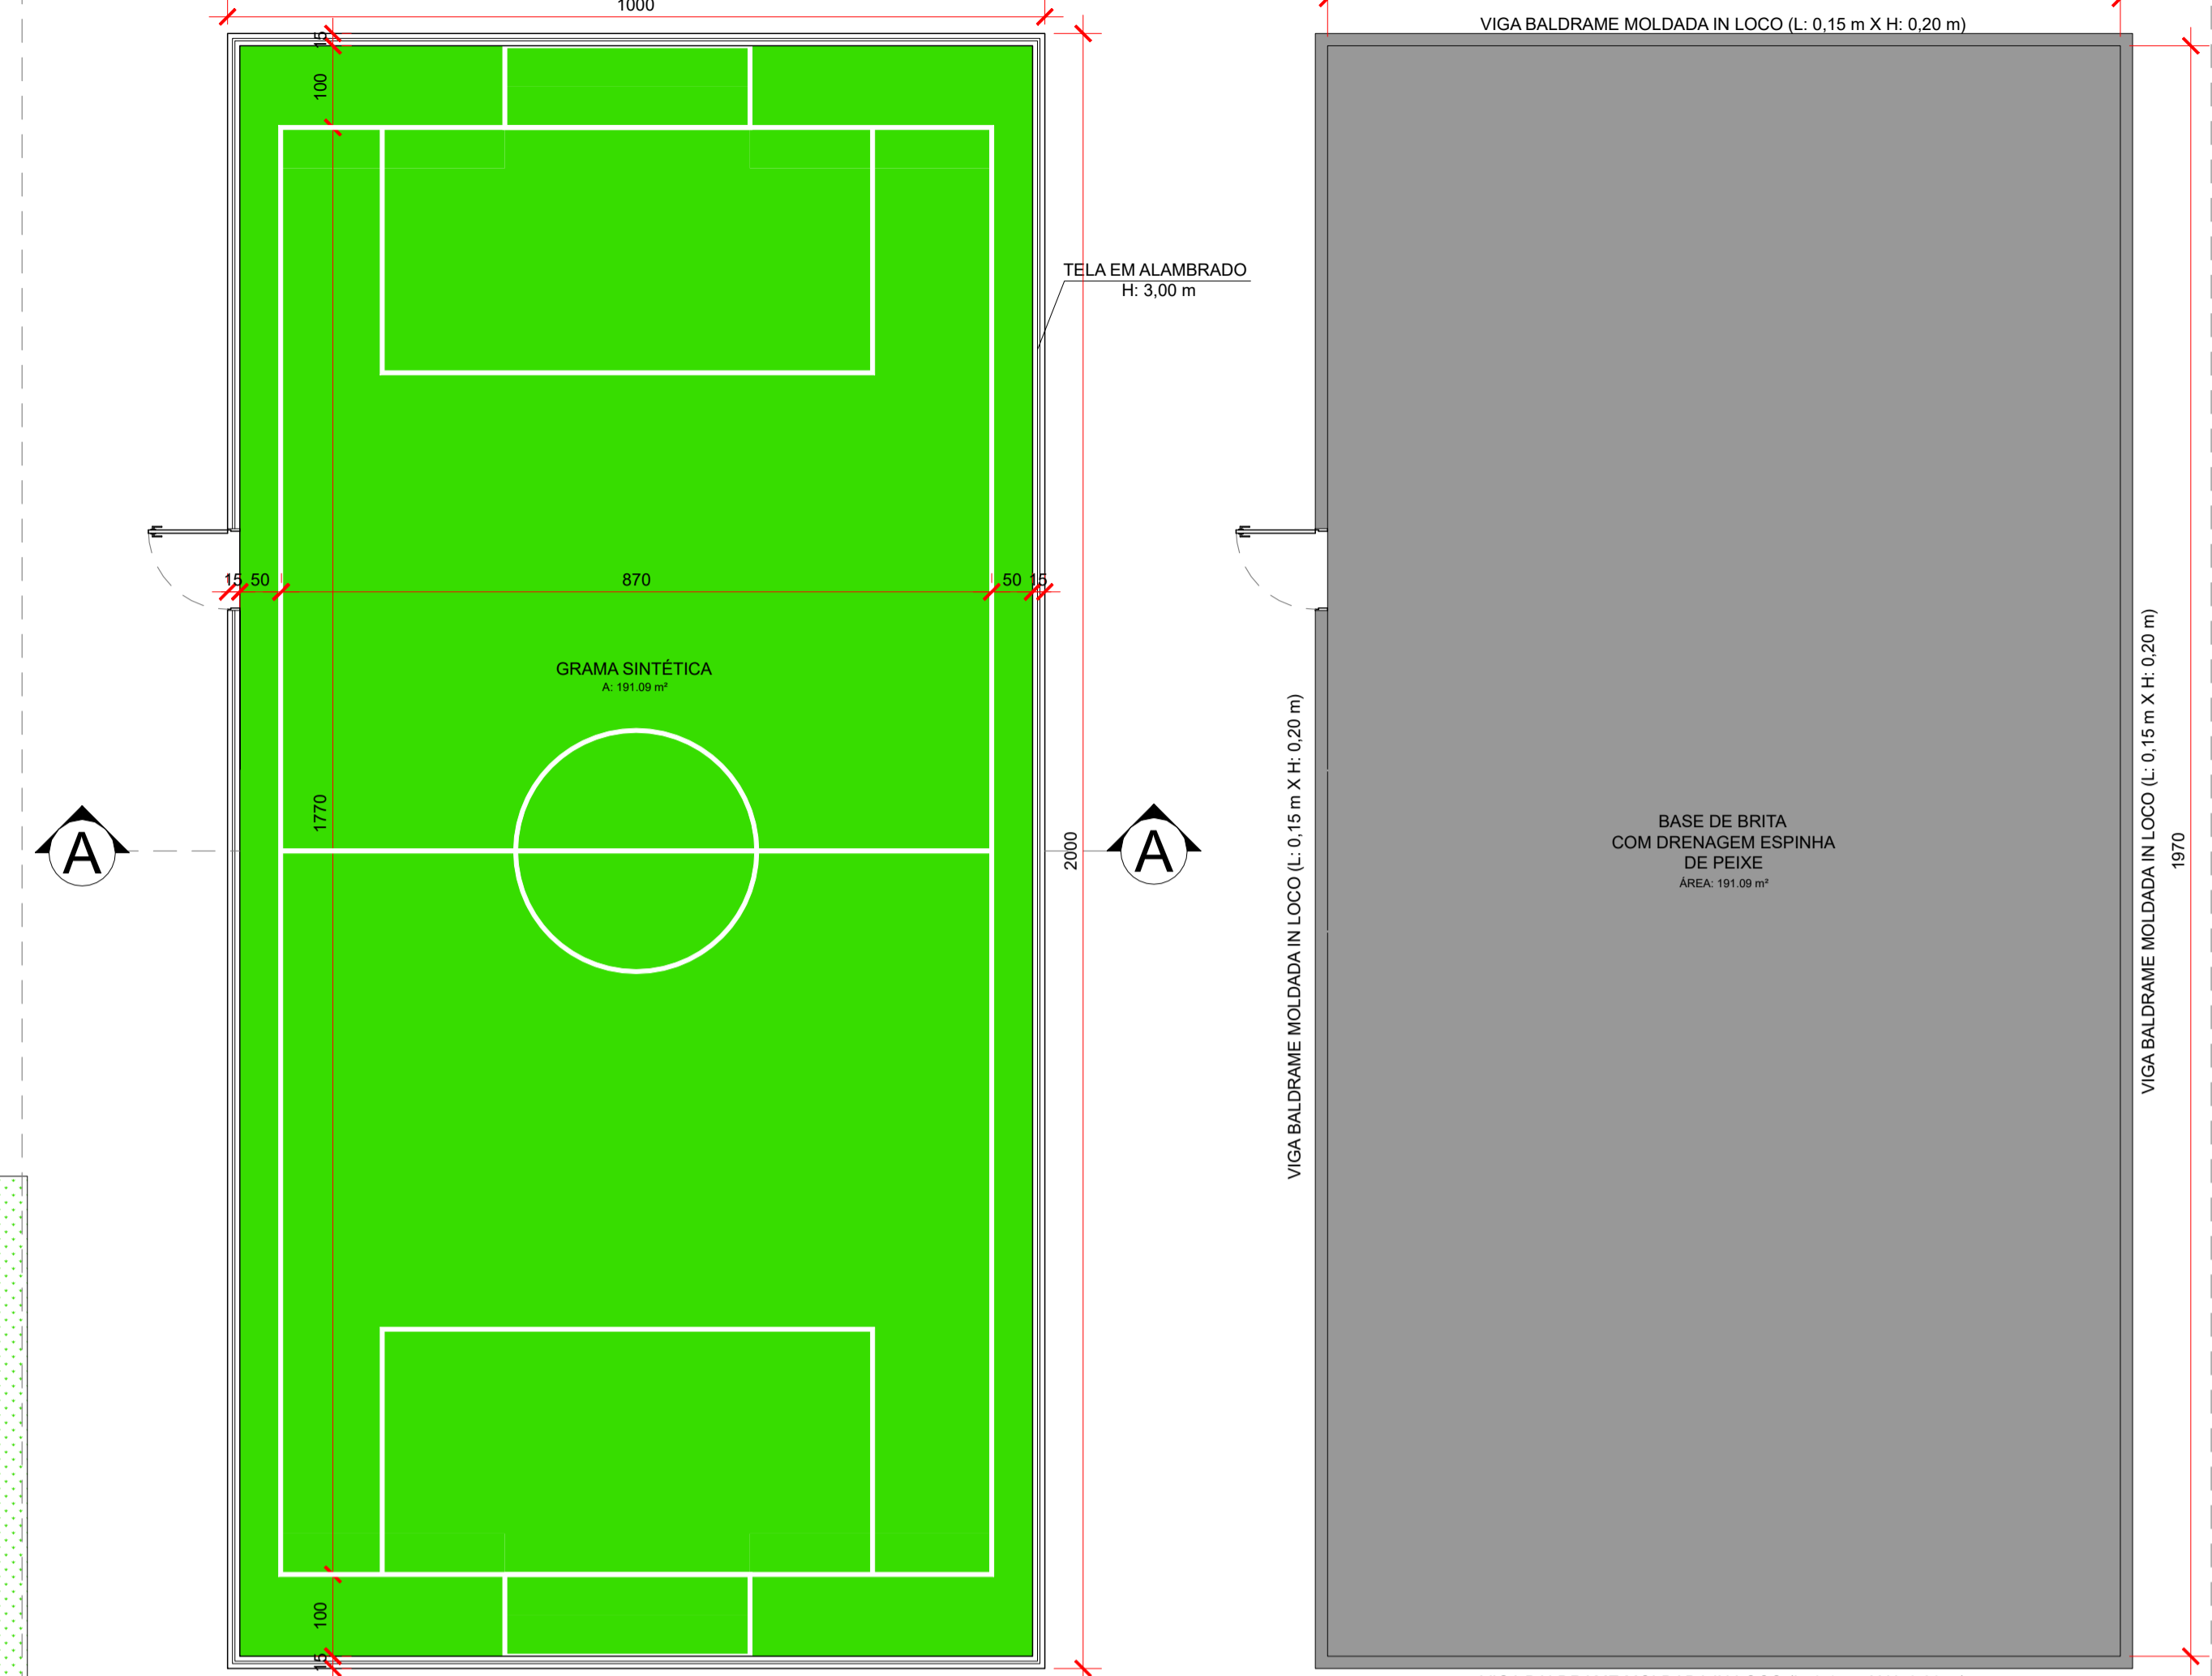 1000
15
100
TELA EM ALAMBRADO
H: 3,00 m
15 50
870
50 15
GRAMA SINTÉTICA
A: 191.09 m²
1770
2000
A
A
100
15
VIGA BALDRAME MOLDADA IN LOCO (L: 0,15 m X H: 0,20 m)
VIGA BALDRAME MOLDADA IN LOCO (L: 0,15 m X H: 0,20 m)
BASE DE BRITA
COM DRENAGEM ESPINHA
DE PEIXE
ÁREA: 191.09 m²
VIGA BALDRAME MOLDADA IN LOCO (L: 0,15 m X H: 0,20 m)
1970